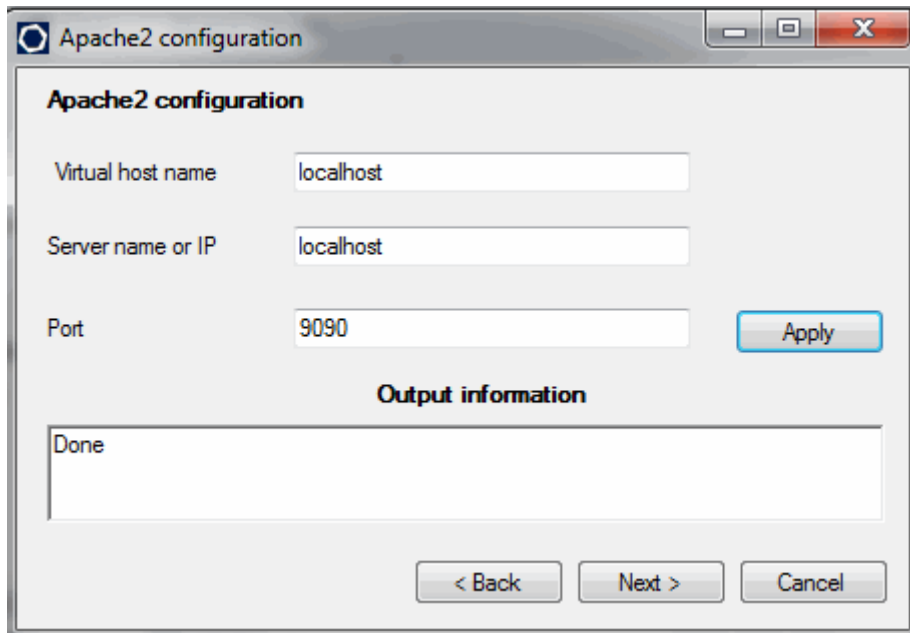 Apache2 configuration
Apache2 configuration
Virtual host name localhost
Server name or IP localhost
Port 9090 Apply
Output information
Done
< Back Next > Cancel